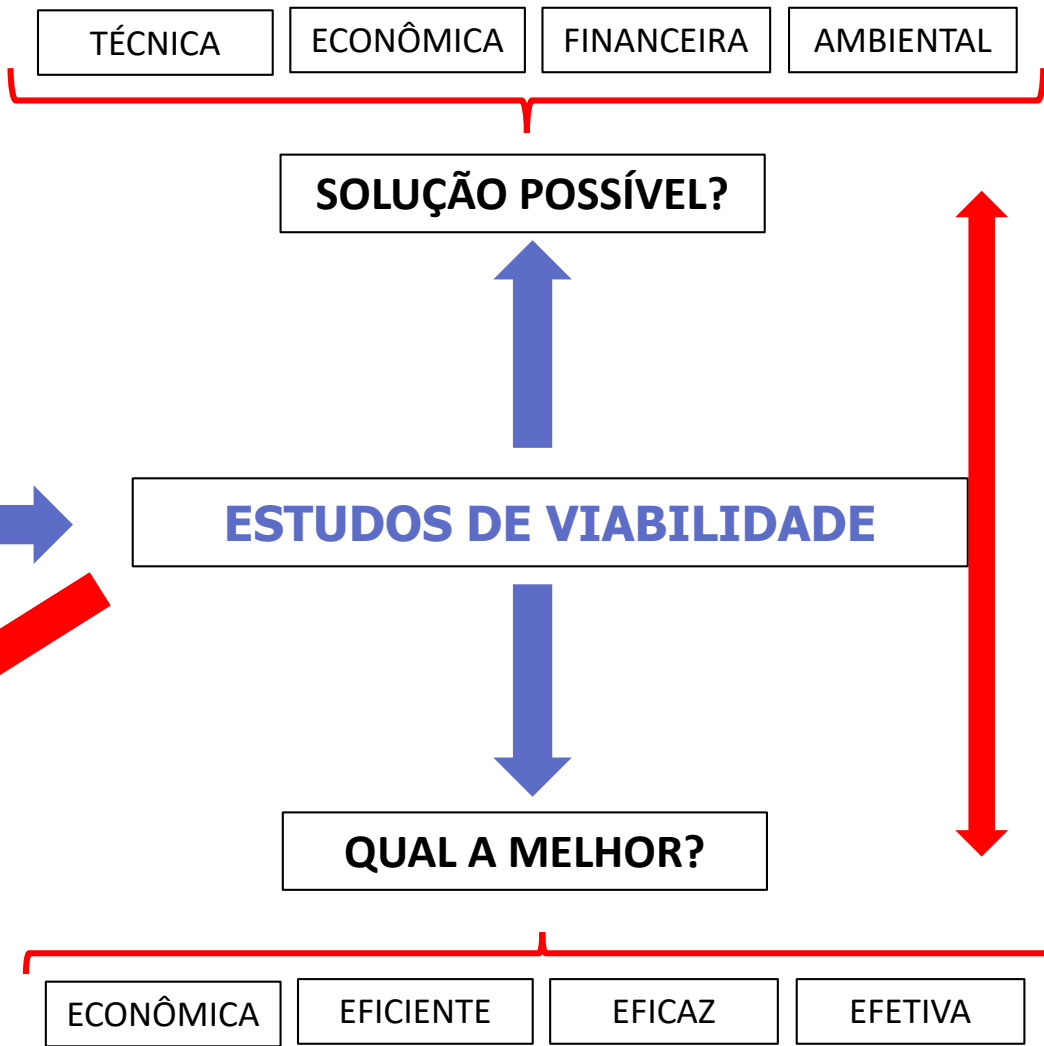 TÉCNICA
ECONÔMICA
FINANCEIRA
AMBIENTAL
SOLUÇÃO POSSÍVEL?
ESTUDOS DE VIABILIDADE
QUAL A MELHOR?
ECONÔMICA
EFICIENTE
EFICAZ
EFETIVA